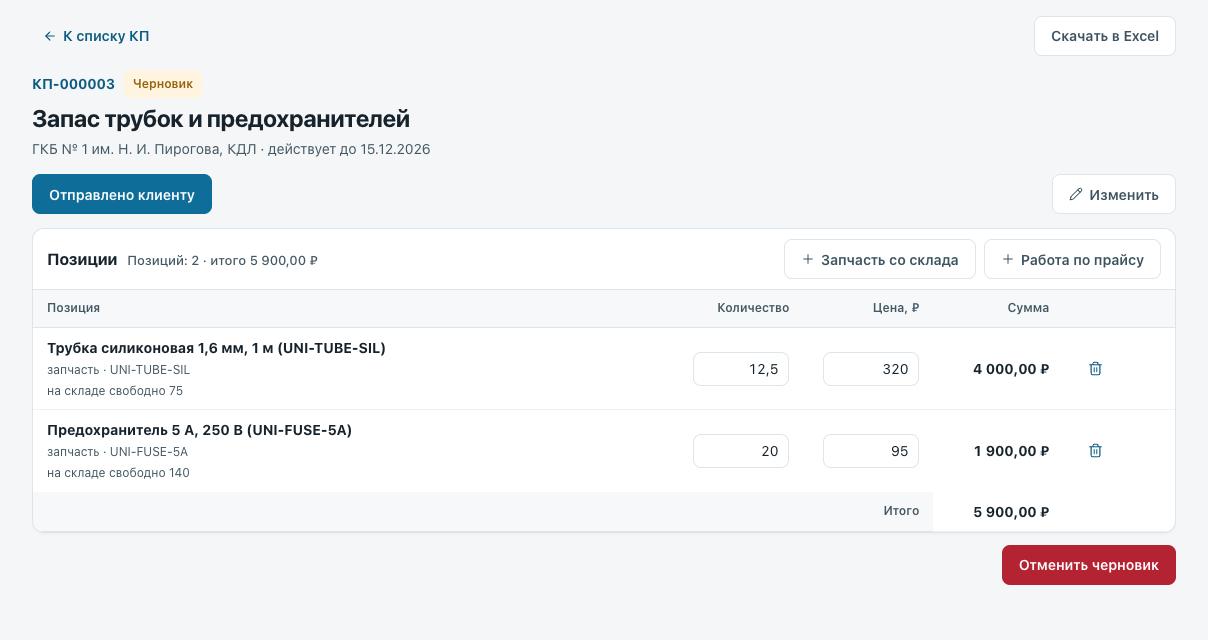 К списку КП
Скачать в Excel
КП-000003 Черновик
Запас трубок и предохранителей
ГКБ № 1 им. Н. И. Пирогова, КДЛ · действует до 15.12.2026
Отправлено клиенту
Изменить
Позиции Позиций: 2 · итого 5 900,00 ₽
Запчасть со склада
Работа по прайсу
Позиция Количество Цена, ₽ Сумма
Трубка силиконовая 1,6 мм, 1 м (UNI-TUBE-SIL)
запчасть · UNI-TUBE-SIL
на складе свободно 75
12,5 320 4 000,00 ₽
Предохранитель 5 А, 250 В (UNI-FUSE-5A)
запчасть · UNI-FUSE-5A
на складе свободно 140
20 95 1 900,00 ₽
Итого 5 900,00 ₽
Отменить черновик